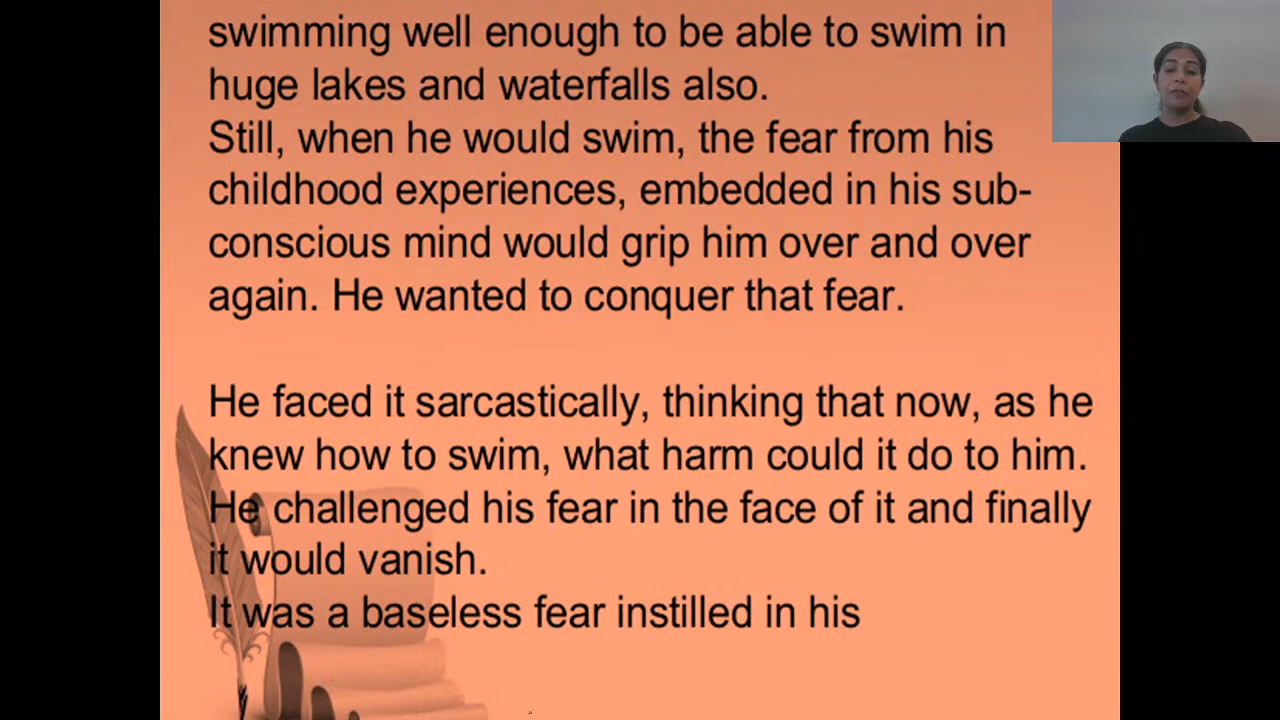 swimming well enough to be able to swim in
huge lakes and waterfalls also.
Still, when he would swim, the fear from his
childhood experiences, embedded in his sub-
conscious mind would grip him over and over
again. He wanted to conquer that fear.
He faced it sarcastically, thinking that now, as he
knew how to swim, what harm could it do to him.
He challenged his fear in the face of it and finally
it would vanish.
It was a baseless fear instilled in his